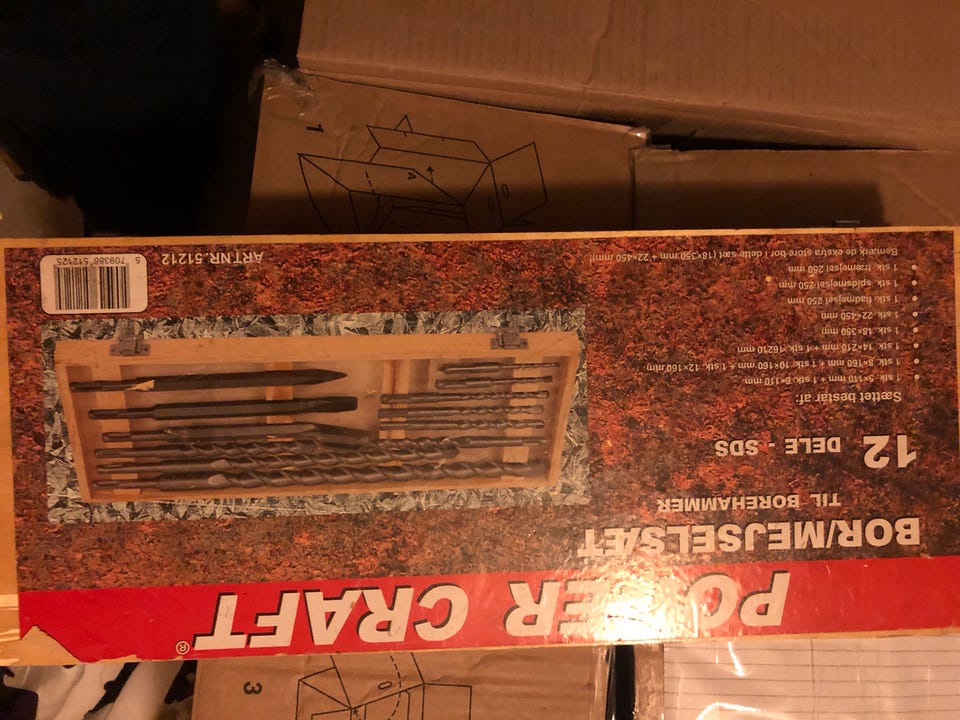 POWER CRAFT®
BOR/MEJSELSÆT
TIL BOREHAMMER
12 DELE - SDS
Sættet består af:
1 stk. 5×110 mm + 1 stk. 6×110 mm
1 stk. 8×160 mm + 1 stk. 10×160 mm + 1 stk. 12×160 mm
1 stk. 14×210 mm + 1 stk. 16210 mm
1 stk. 18×350 mm
1 stk. 22×450 mm
1 stk. fladmejsel 250 mm
1 stk. spidsmejsel 250 mm
1 stk. træmejsel 250 mm
Bemærk de ekstra store bor i dette sæt (18×350 mm + 22×450 mm)!
ARTNR. 51212
5 709386 512125
1
3